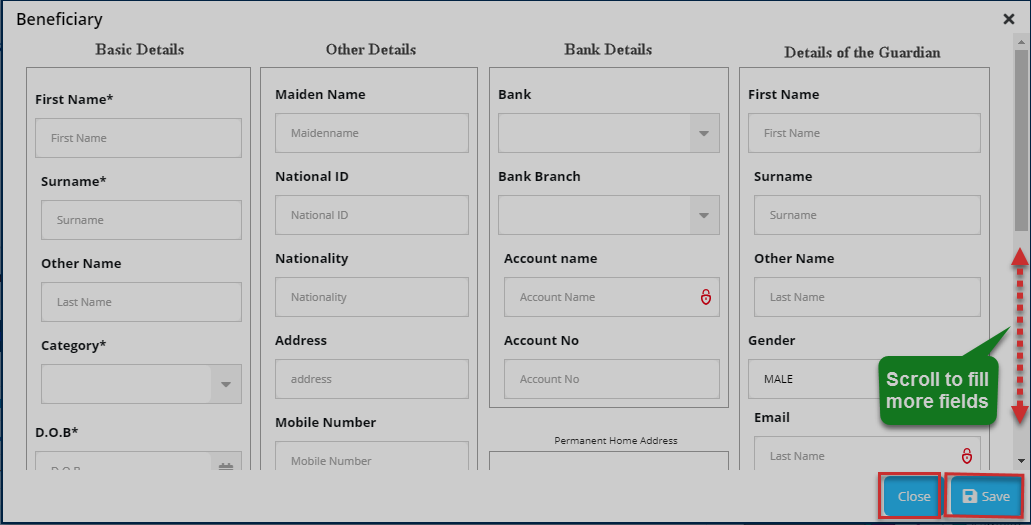 Beneficiary
Basic Details
First Name*
First Name
Surname*
Surname
Other Name
Last Name
Category*
D.O.B*
D.O.B
Other Details
Maiden Name
Maidenname
National ID
National ID
Nationality
Nationality
Address
address
Mobile Number
Mobile Number
Bank Details
Bank
Bank Branch
Account name
Account Name
Account No
Account No
Permanent Home Address
Details of the Guardian
First Name
First Name
Surname
Surname
Other Name
Last Name
Gender
MALE
Email
Last Name
Scroll to fill
more fields
Close
Save